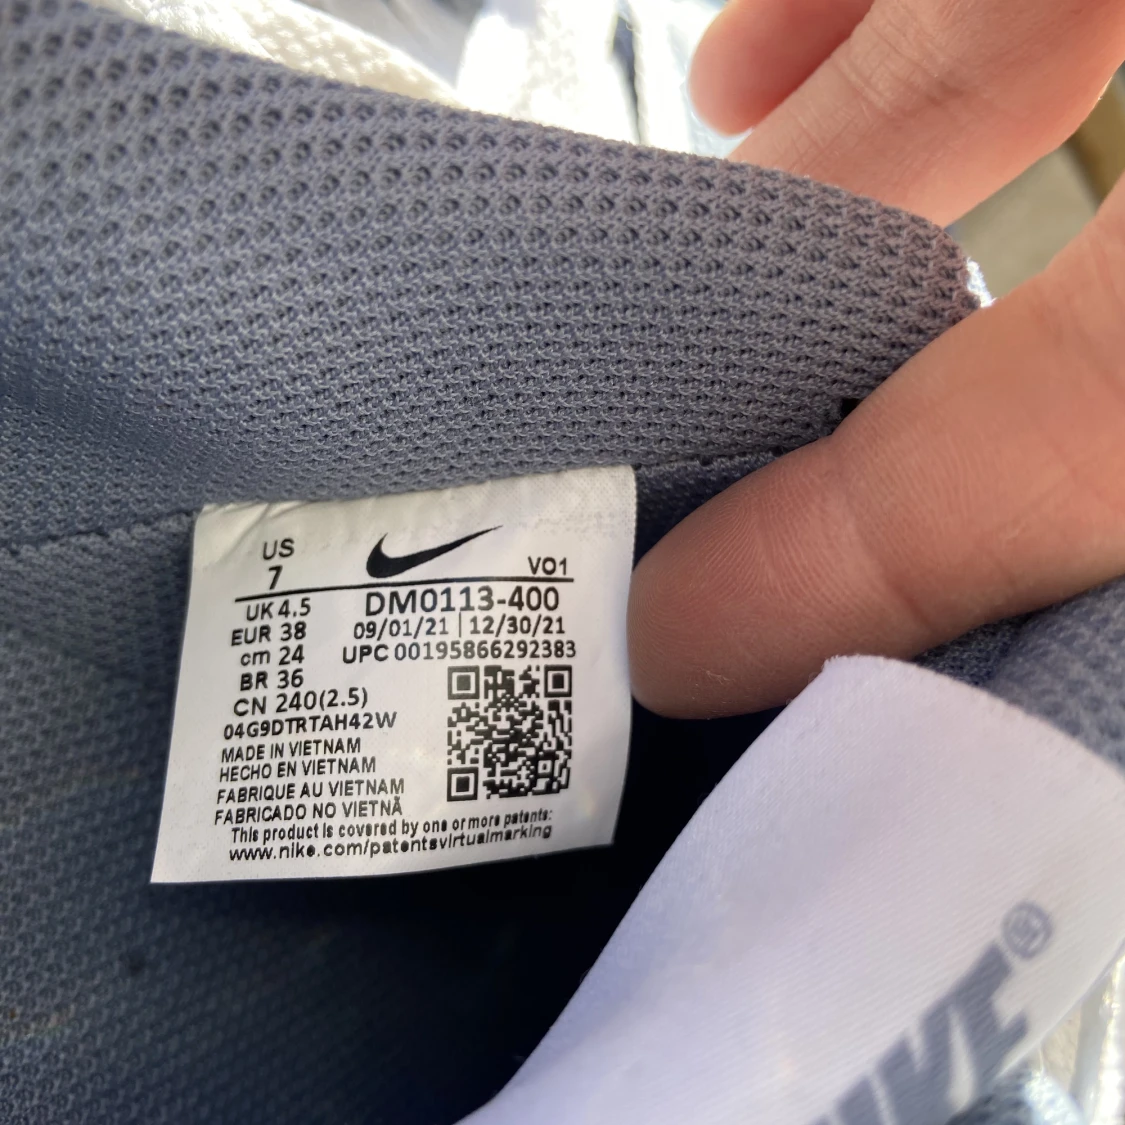 US
7
VO1
UK 4.5
EUR 38
cm 24
BR 36
CN 240(2.5)
04G9DTRTAH42W
DM0113-400
09/01/21 | 12/30/21
UPC 00195866292383
MADE IN VIETNAM
HECHO EN VIETNAM
FABRIQUE AU VIETNAM
FABRICADO NO VIETNÃ
This product is covered by one or more patents:
www.nike.com/patentsvirtualmarking